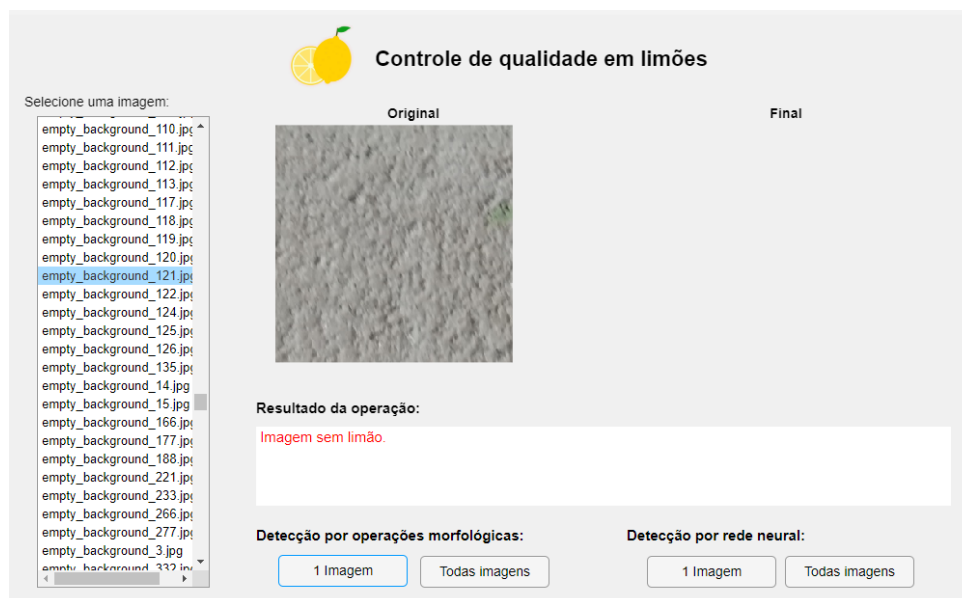 Controle de qualidade em limões
Selecione uma imagem:
Original
Final
empty_background_110.jpg
empty_background_111.jpg
empty_background_112.jpg
empty_background_113.jpg
empty_background_117.jpg
empty_background_118.jpg
empty_background_119.jpg
empty_background_120.jpg
empty_background_121.jpg
empty_background_122.jpg
empty_background_124.jpg
empty_background_125.jpg
empty_background_126.jpg
empty_background_135.jpg
empty_background_14.jpg
empty_background_15.jpg
empty_background_166.jpg
empty_background_177.jpg
empty_background_188.jpg
empty_background_221.jpg
empty_background_233.jpg
empty_background_266.jpg
empty_background_277.jpg
empty_background_3.jpg
empty_background_332.jpg
Resultado da operação:
Imagem sem limão.
Detecção por operações morfológicas:
1 Imagem
Todas imagens
Detecção por rede neural:
1 Imagem
Todas imagens